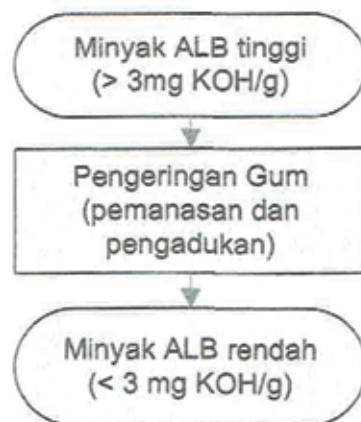 Minyak ALB tinggi
(> 3mg KOH/g)
Pengeringan Gum
(pemanasan dan
pengadukan)
Minyak ALB rendah
(< 3 mg KOH/g)